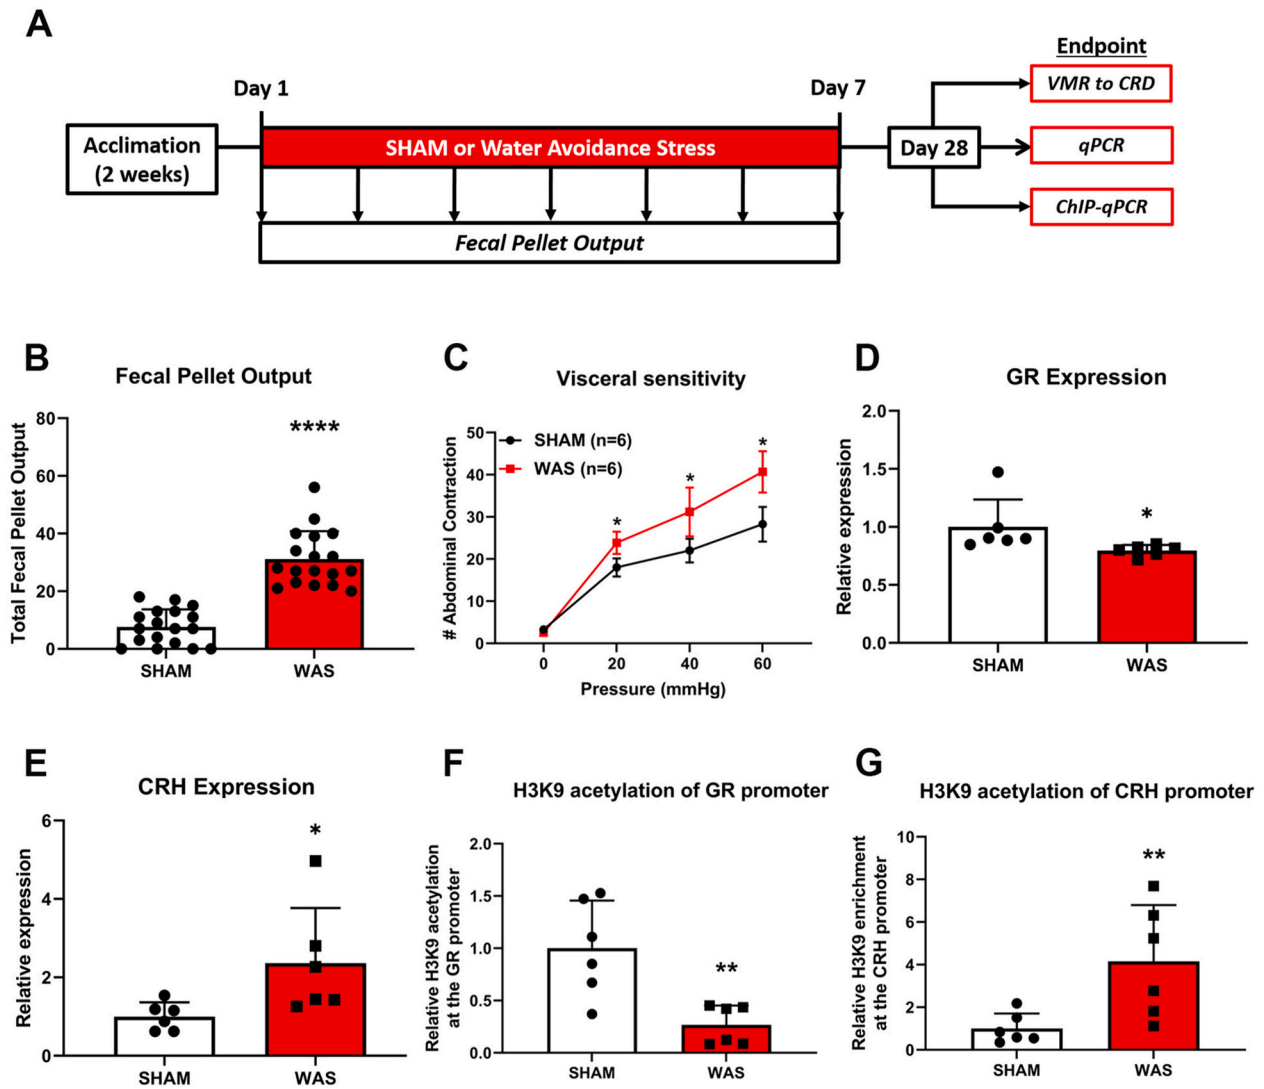 A
Endpoint
Day 1
Day 7
VMR to CRD
Acclimation
(2 weeks)
SHAM or Water Avoidance Stress
Day 28
qPCR
ChIP-qPCR
Fecal Pellet Output
B
Fecal Pellet Output
Total Fecal Pellet Output
80
60
40
20
0
****
SHAM
WAS
C
Visceral sensitivity
# Abdominal Contraction
50
40
30
20
10
0
SHAM (n=6)
WAS (n=6)
*
*
*
0
20
40
60
Pressure (mmHg)
D
GR Expression
Relative expression
2.0
1.5
1.0
0.5
0.0
*
SHAM
WAS
E
CRH Expression
Relative expression
6
4
2
0
*
SHAM
WAS
F
H3K9 acetylation of GR promoter
Relative H3K9 acetylation
at the GR promoter
2.0
1.5
1.0
0.5
0.0
**
SHAM
WAS
G
H3K9 acetylation of CRH promoter
Relative H3K9 enrichment
at the CRH promoter
10
8
6
4
2
0
**
SHAM
WAS